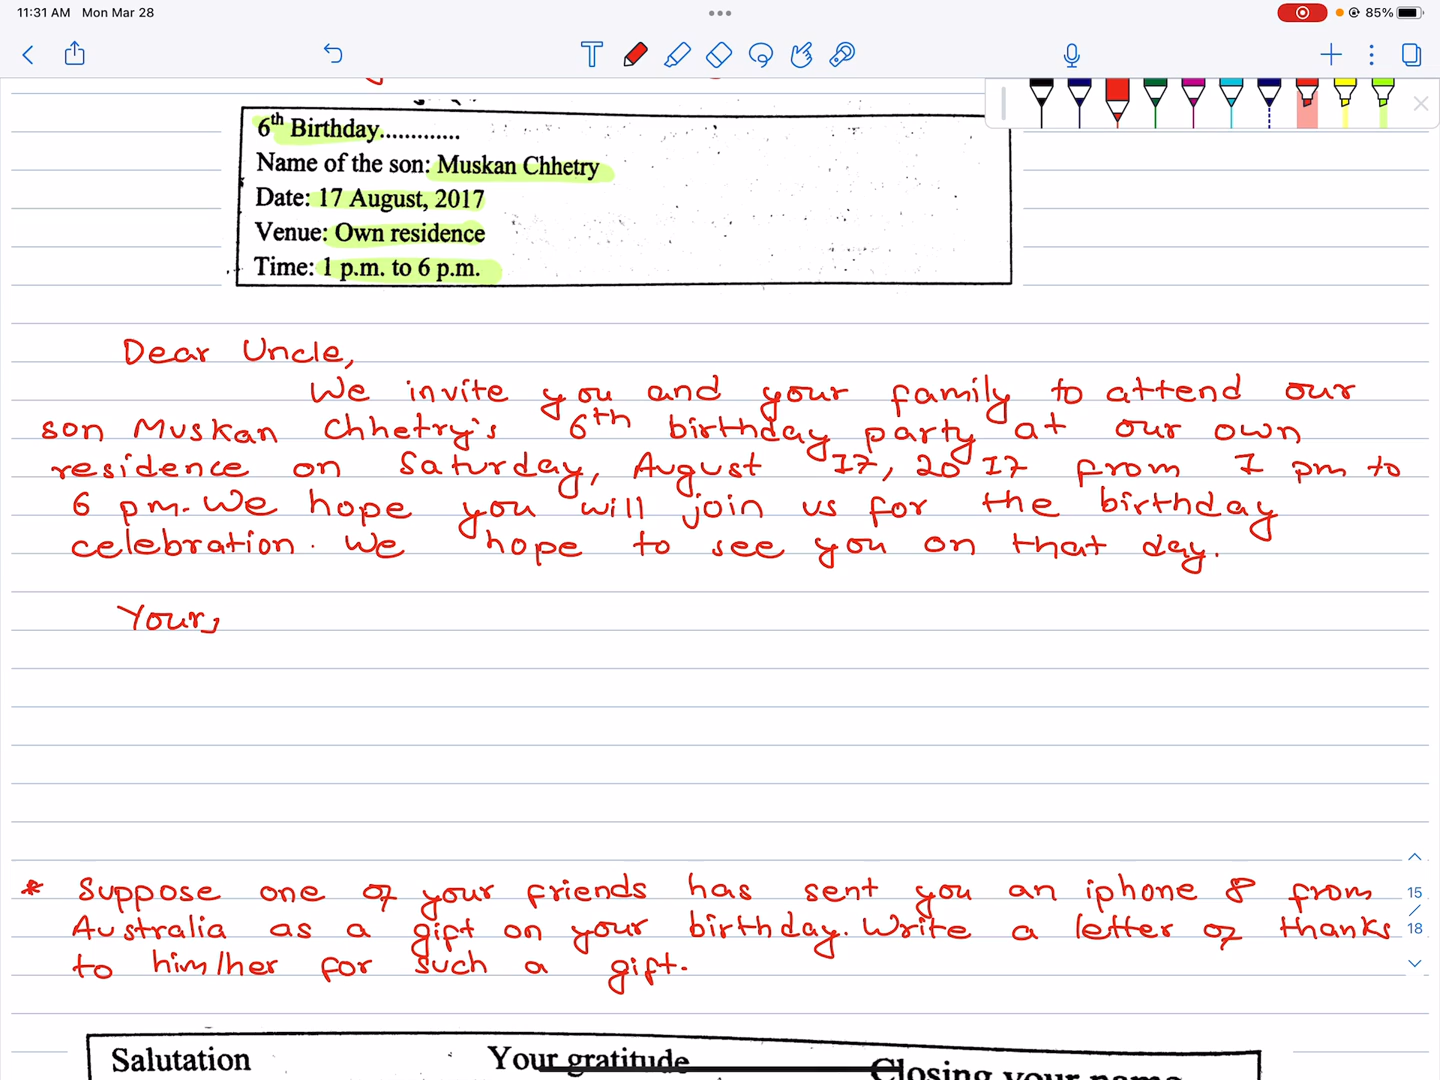 11:31 AM Mon Mar 28
85%
6th Birthday.............
Name of the son: Muskan Chhetry
Date: 17 August, 2017
Venue: Own residence
Time: 1 p.m. to 6 p.m.
Dear Uncle,
We invite you and your family to attend our
son Muskan Chhetry's 6th birthday party at our own
residence on Saturday, August 17, 2017 from 1 pm to
6 pm. We hope you will join us for the birthday
celebration. We hope to see you on that day.
Your,
* Suppose one of your friends has sent you an iphone 8 from
Australia as a gift on your birthday. Write a letter of thanks
to him/her for such a gift.
15
/
18
Salutation Your gratitude Closing your name